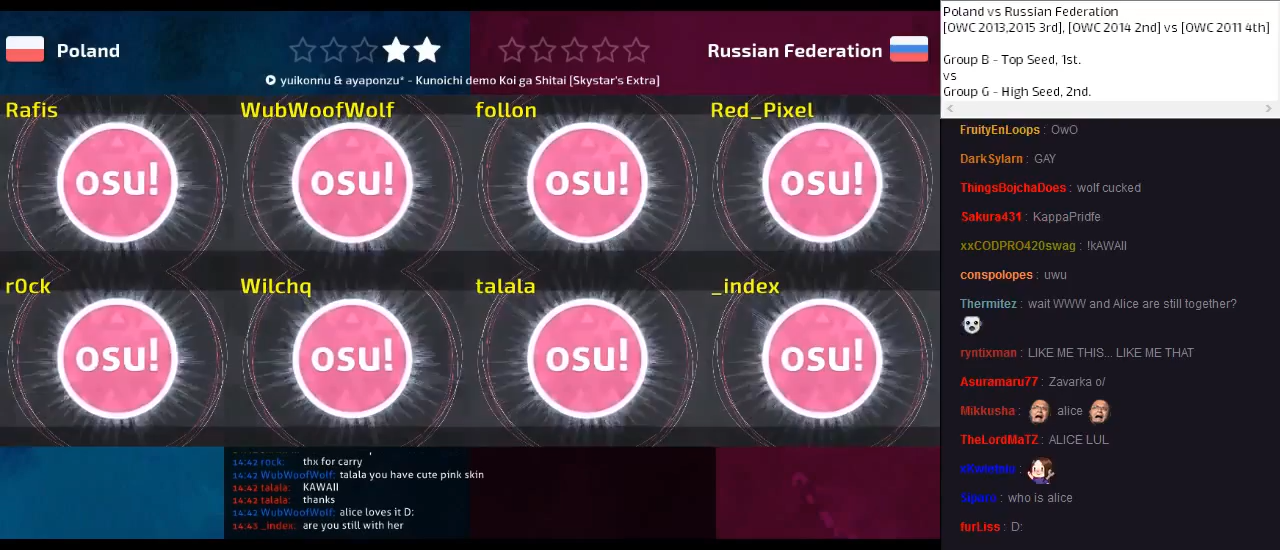 Poland
Russian Federation
yuikonnu & ayaponzu* - Kunoichi demo Koi ga Shitai [Skystar's Extra]
Rafis
WubWoofWolf
follon
Red_Pixel
osu!
osu!
osu!
osu!
r0ck
Wilchq
talala
_index
osu!
osu!
osu!
osu!
14:42 rock: thx for carry
14:42 WubWoofWolf: talala you have cute pink skin
14:42 talala: KAWAII
14:42 talala: thanks
14:42 WubWoofWolf: alice loves it D:
14:43 _index: are you still with her
Poland vs Russian Federation
[OWC 2013,2015 3rd], [OWC 2014 2nd] vs [OWC 2011 4th]
Group B - Top Seed, 1st.
vs
Group G - High Seed, 2nd.
FruityEnLoops : OwO
DarkSylarn : GAY
ThingsBojchaDoes : wolf cucked
Sakura431 : KappaPridfe
xxCODPRO420swag : !kAWAII
conspolopes : uwu
Thermitez : wait WWW and Alice are still together?
ryntixman : LIKE ME THIS... LIKE ME THAT
Asuramaru77 : Zavarka o/
Mikkusha : alice
TheLordMaTZ : ALICE LUL
: who is alice
furLiss : D: